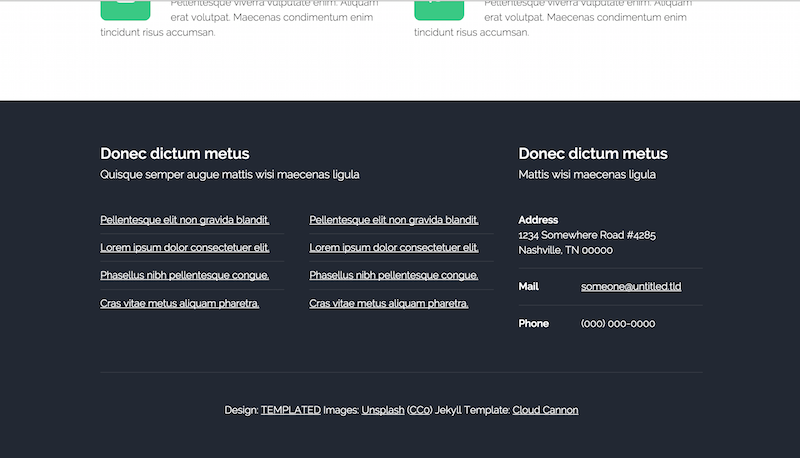 Pellentesque viverra vulputate enim. Aliquam
erat volutpat. Maecenas condimentum enim
tincidunt risus accumsan.
Pellentesque viverra vulputate enim. Aliquam
erat volutpat. Maecenas condimentum enim
tincidunt risus accumsan.
Donec dictum metus
Quisque semper augue mattis wisi maecenas ligula
Pellentesque elit non gravida blandit.
Lorem ipsum dolor consectetuer elit.
Phasellus nibh pellentesque congue.
Cras vitae metus aliquam pharetra.
Pellentesque elit non gravida blandit.
Lorem ipsum dolor consectetuer elit.
Phasellus nibh pellentesque congue.
Cras vitae metus aliquam pharetra.
Donec dictum metus
Mattis wisi maecenas ligula
Address
1234 Somewhere Road #4285
Nashville, TN 00000
Mail someone@untitled.tld
Phone (000) 000-0000
Design: TEMPLATED Images: Unsplash (CC0) Jekyll Template: Cloud Cannon